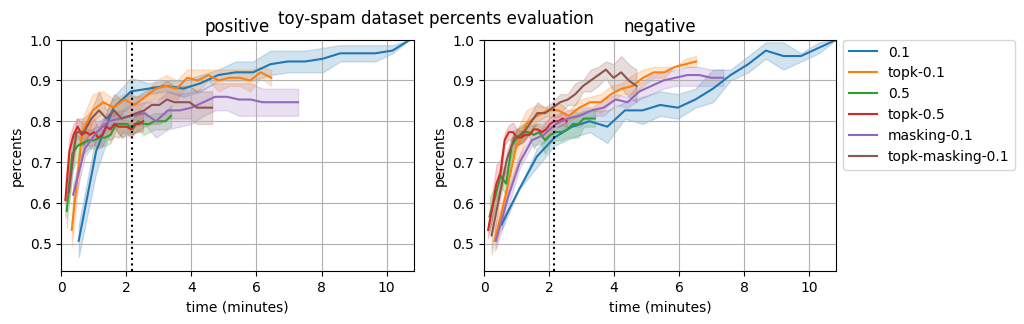 toy-spam dataset percents evaluation
positive
percents
1.0
0.9
0.8
0.7
0.6
0.5
0 2 4 6 8 10
time (minutes)
negative
percents
1.0
0.9
0.8
0.7
0.6
0.5
0 2 4 6 8 10
time (minutes)
0.1
topk-0.1
0.5
topk-0.5
masking-0.1
topk-masking-0.1